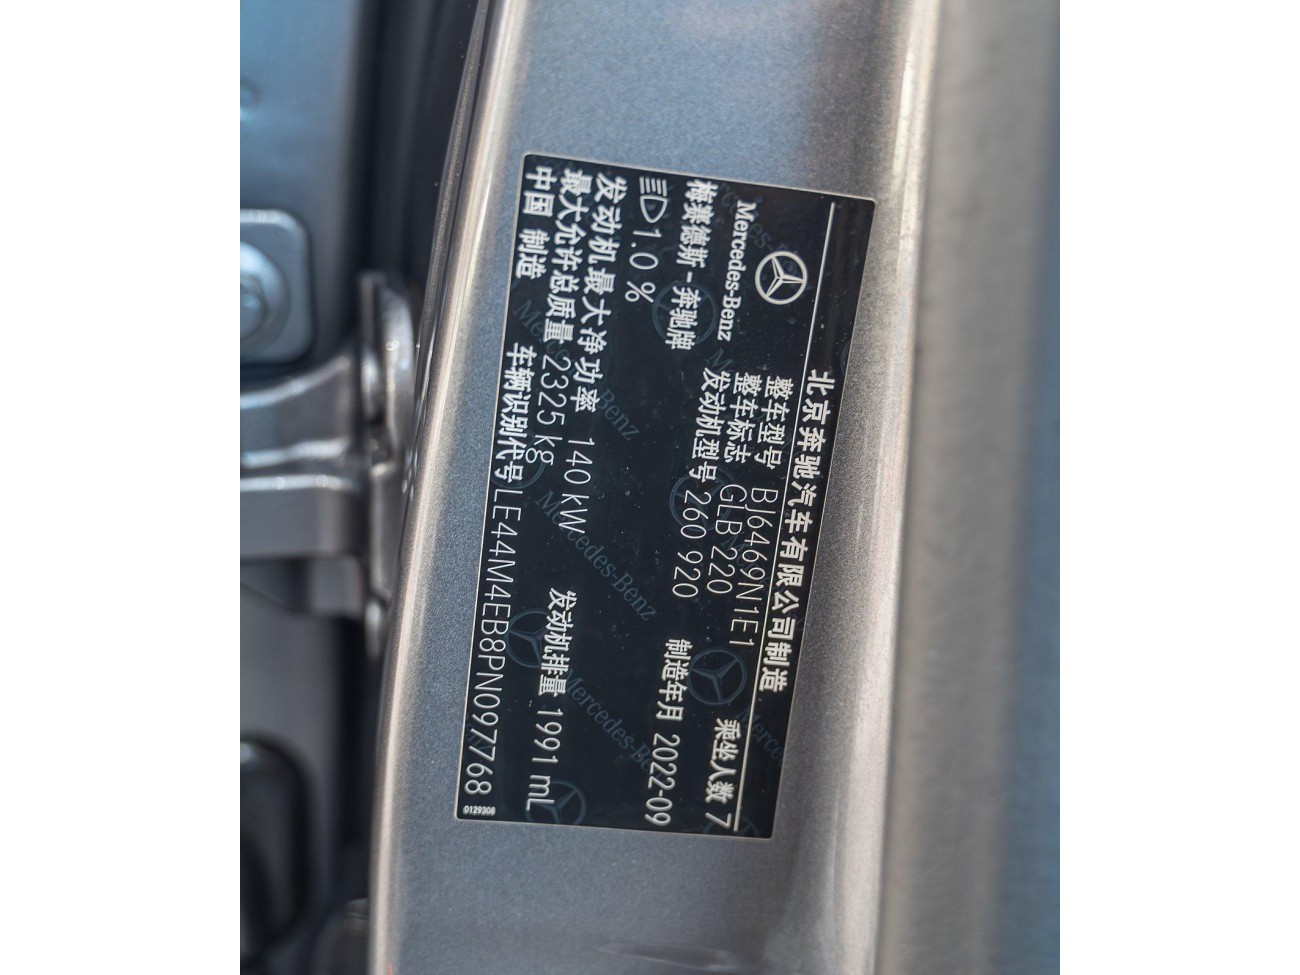 北京奔驰汽车有限公司制造
Mercedes-Benz
整车型号 BJ6469N1E1 乘坐人数 7
整车标志 GLB 220
梅赛德斯-奔驰牌 发动机型号 260 920 制造年月 2022-09
1.0 %
发动机最大净功率 140 kW 发动机排量 1991 mL
最大允许总质量 2325 kg
中国 制造 车辆识别代号 LE44M4EB8PN097768
0129308